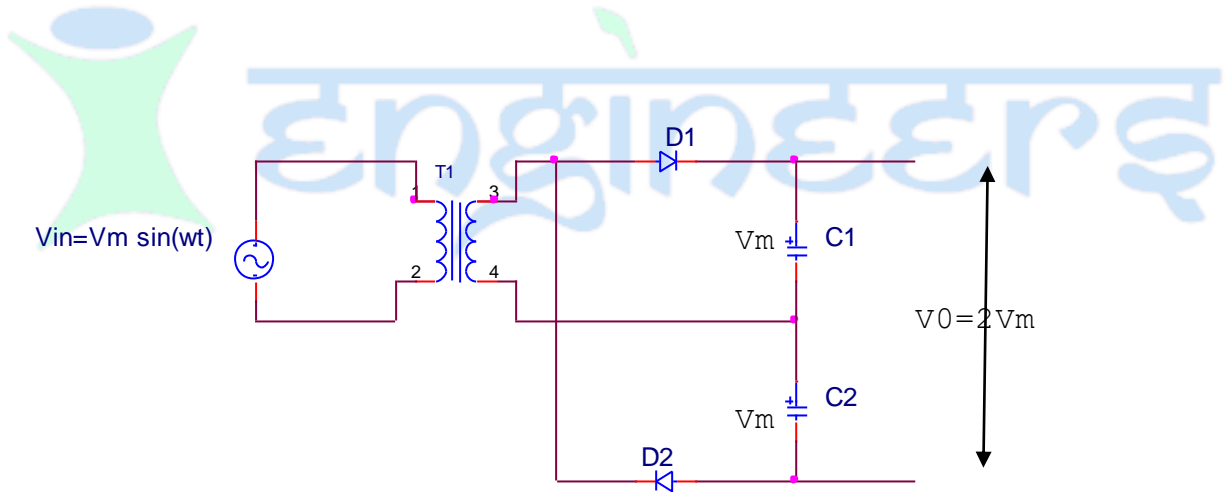 engineers
D1
T1
1 3
Vin=Vm sin(wt)
Vm + C1
2 4
V0=2Vm
+ C2
Vm
D2